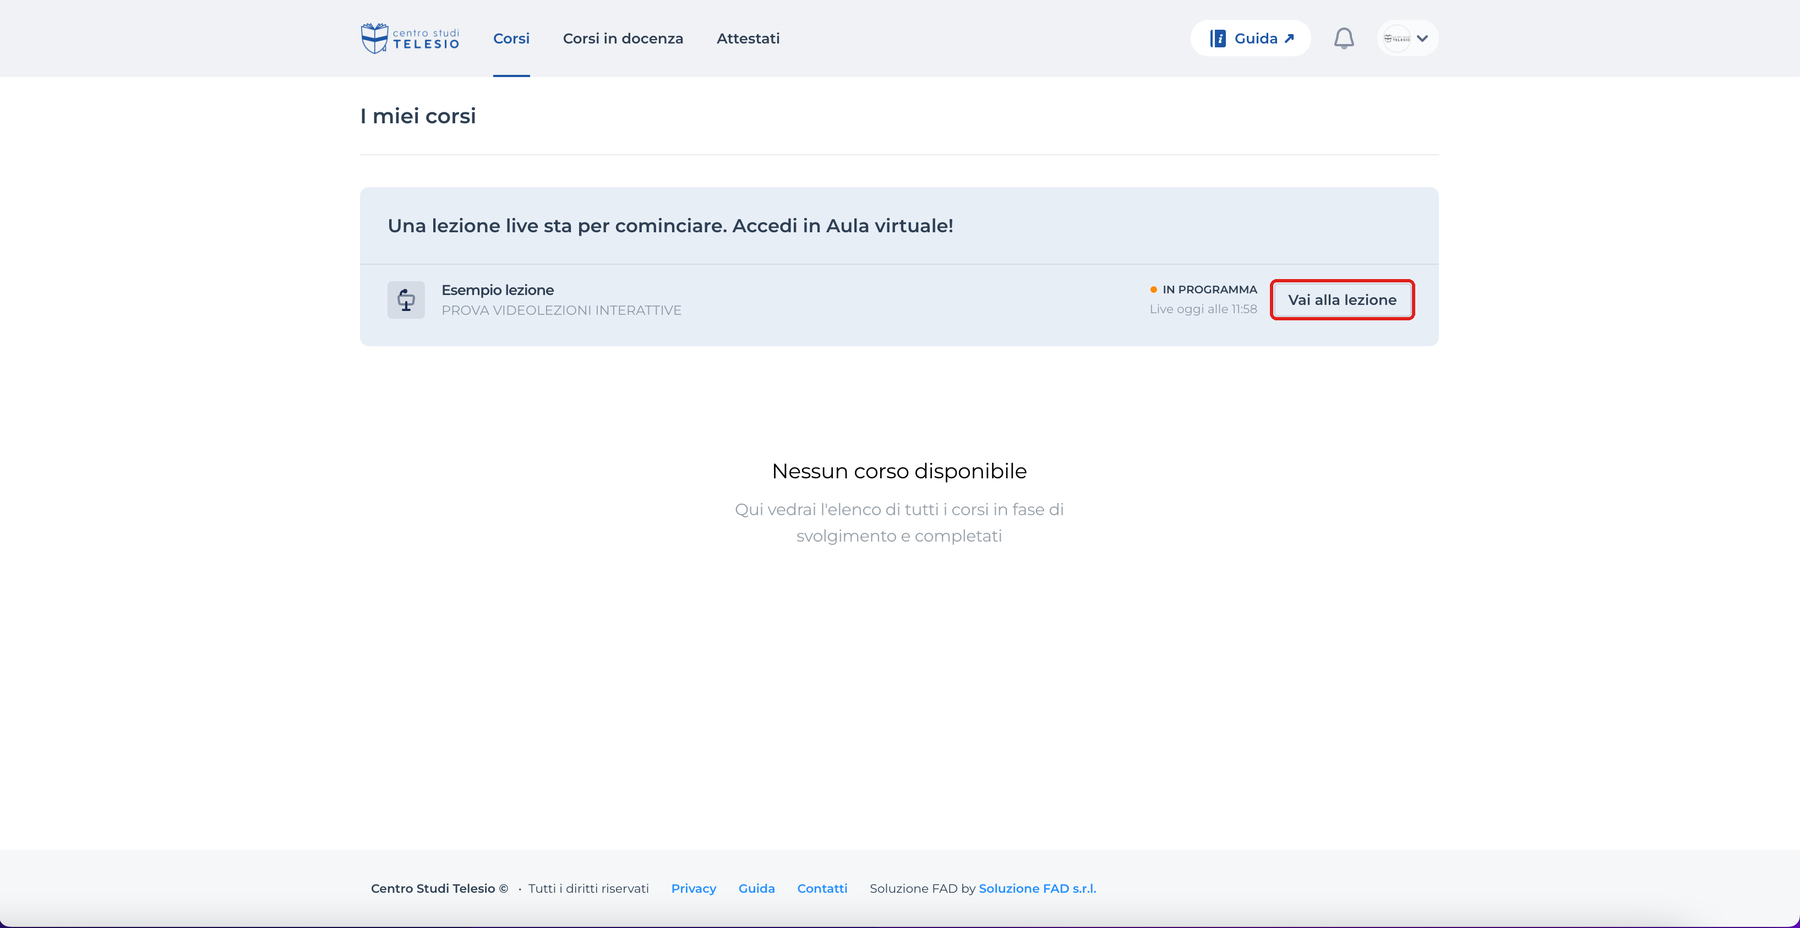 centro studi
TELESIO
Corsi
Corsi in docenza
Attestati
Guida
TELESIO
I miei corsi
Una lezione live sta per cominciare. Accedi in Aula virtuale!
Esempio lezione
PROVA VIDEOLEZIONI INTERATTIVE
IN PROGRAMMA
Live oggi alle 11:58
Vai alla lezione
Nessun corso disponibile
Qui vedrai l'elenco di tutti i corsi in fase di
svolgimento e completati
Centro Studi Telesio © · Tutti i diritti riservati Privacy Guida Contatti Soluzione FAD by Soluzione FAD s.r.l.